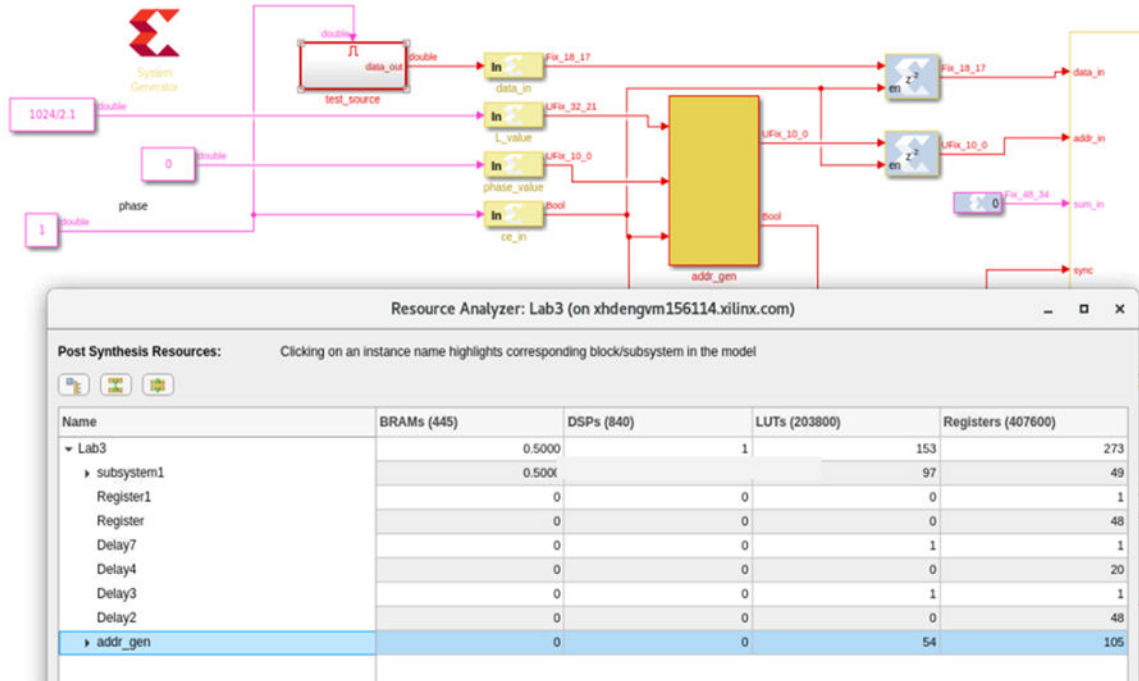 double
System
Generator
data_out
double
test_source
In
Fix_18_17
data_in
z-2
en
Fix_18_17
data_in
1024/2.1
double
In
UFix_32_21
L_value
UFix_10_0
z-2
en
UFix_10_0
addr_in
0
double
In
UFix_10_0
phase_value
phase
0
Fix_48_34
sum_in
1
double
In
Bool
ce_in
Bool
addr_gen
sync
Resource Analyzer: Lab3 (on xhdengvm156114.xilinx.com)
Post Synthesis Resources: Clicking on an instance name highlights corresponding block/subsystem in the model
Name BRAMs (445) DSPs (840) LUTs (203800) Registers (407600)
Lab3 0.5000 1 153 273
subsystem1 0.500 97 49
Register1 0 0 0 1
Register 0 0 0 48
Delay7 0 0 1 1
Delay4 0 0 0 20
Delay3 0 0 1 1
Delay2 0 0 0 48
addr_gen 0 0 54 105